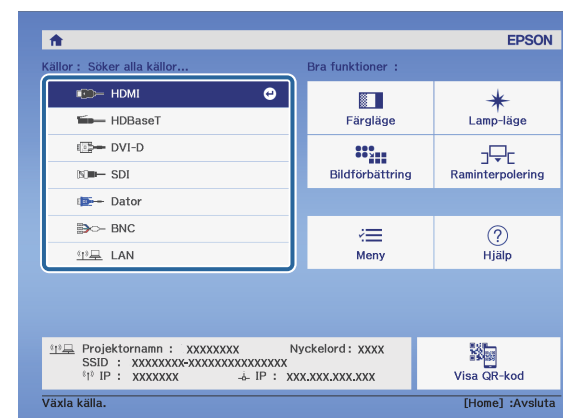 EPSON
Källor : Söker alla källor...
Bra funktioner :
HDMI
HDBaseT
DVI-D
SDI
Dator
BNC
LAN
Färgläge
Lamp-läge
Bildförbättring
Raminterpolering
Meny
Hjälp
Projektornamn : XXXXXXXX Nyckelord : XXXX
SSID : XXXXXXXX-XXXXXXXXXXXXXXX
IP : XXXXXXX IP : XXX.XXX.XXX.XXX
Visa QR-kod
Växla källa. [Home] :Avsluta